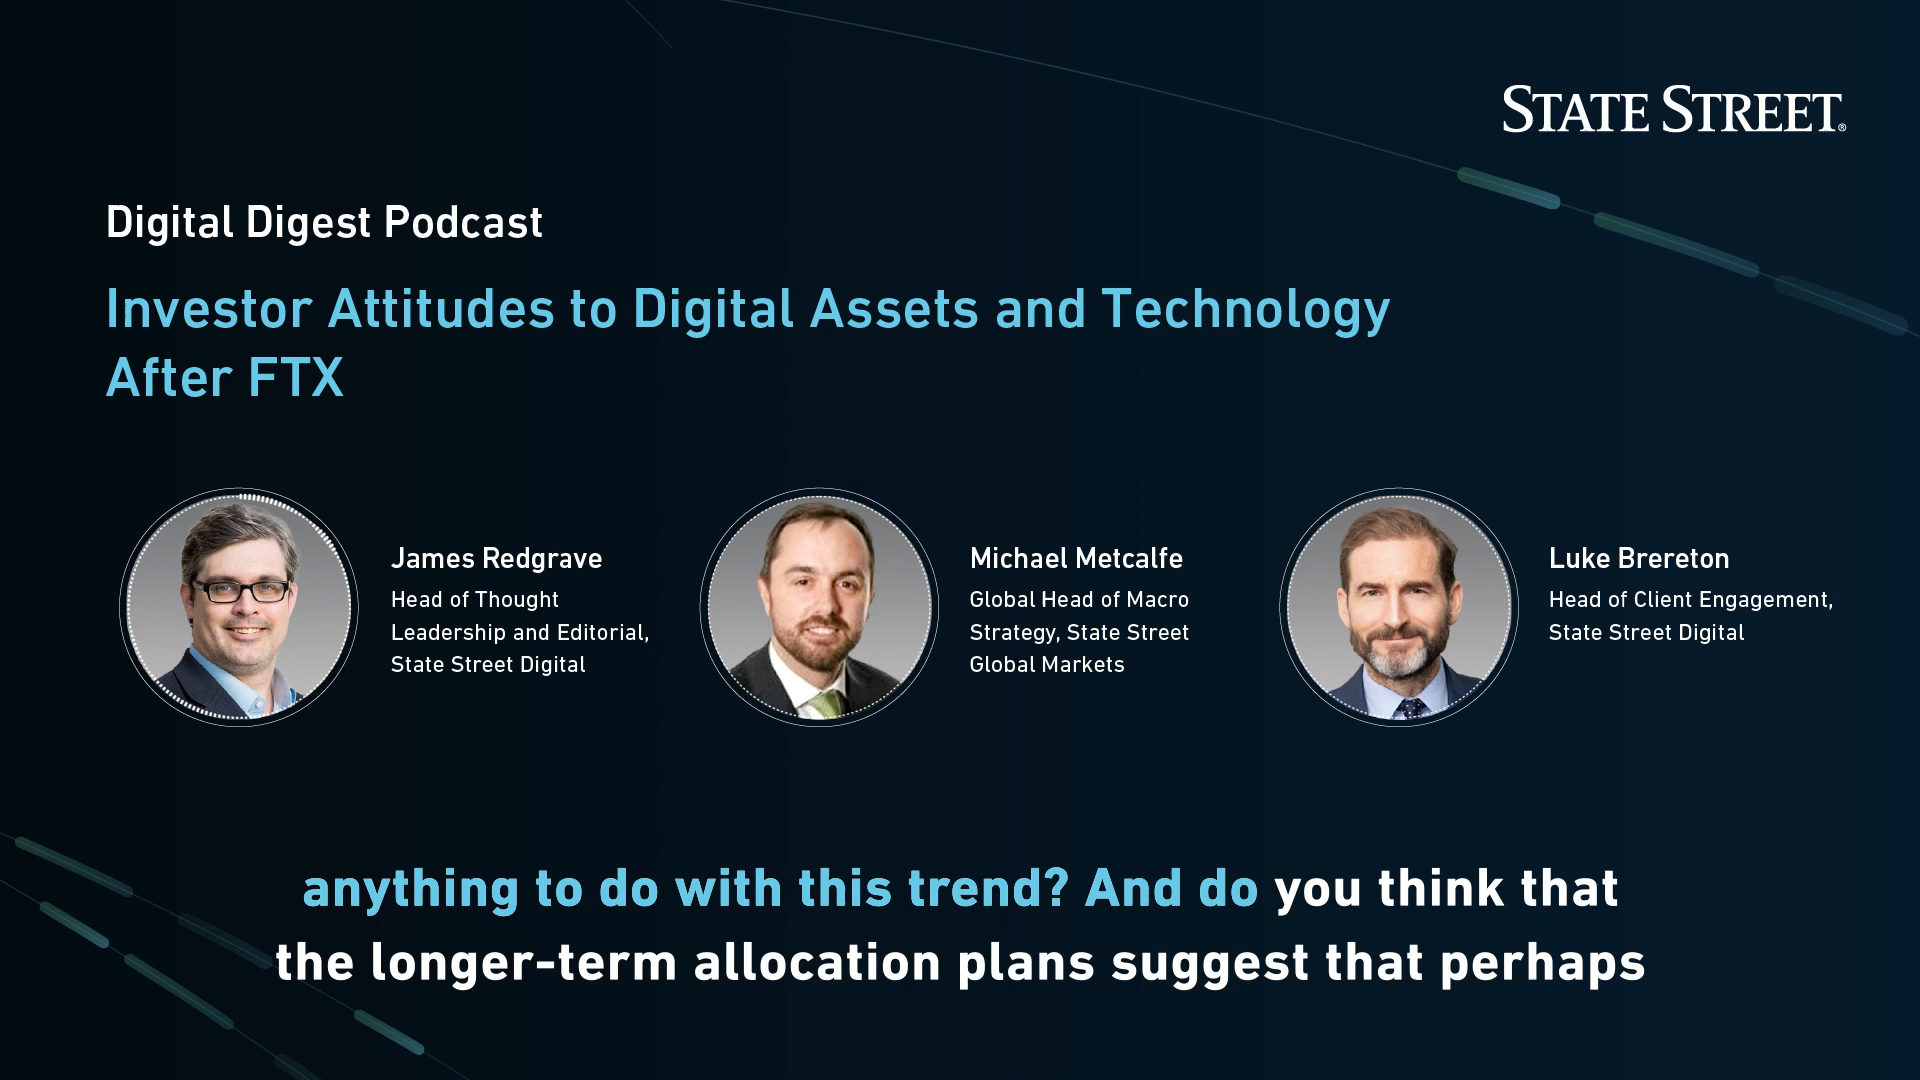 STATE STREET®
Digital Digest Podcast
Investor Attitudes to Digital Assets and Technology
After FTX
James Redgrave
Head of Thought
Leadership and Editorial,
State Street Digital
Michael Metcalfe
Global Head of Macro
Strategy, State Street
Global Markets
Luke Brereton
Head of Client Engagement,
State Street Digital
anything to do with this trend? And do you think that
the longer-term allocation plans suggest that perhaps